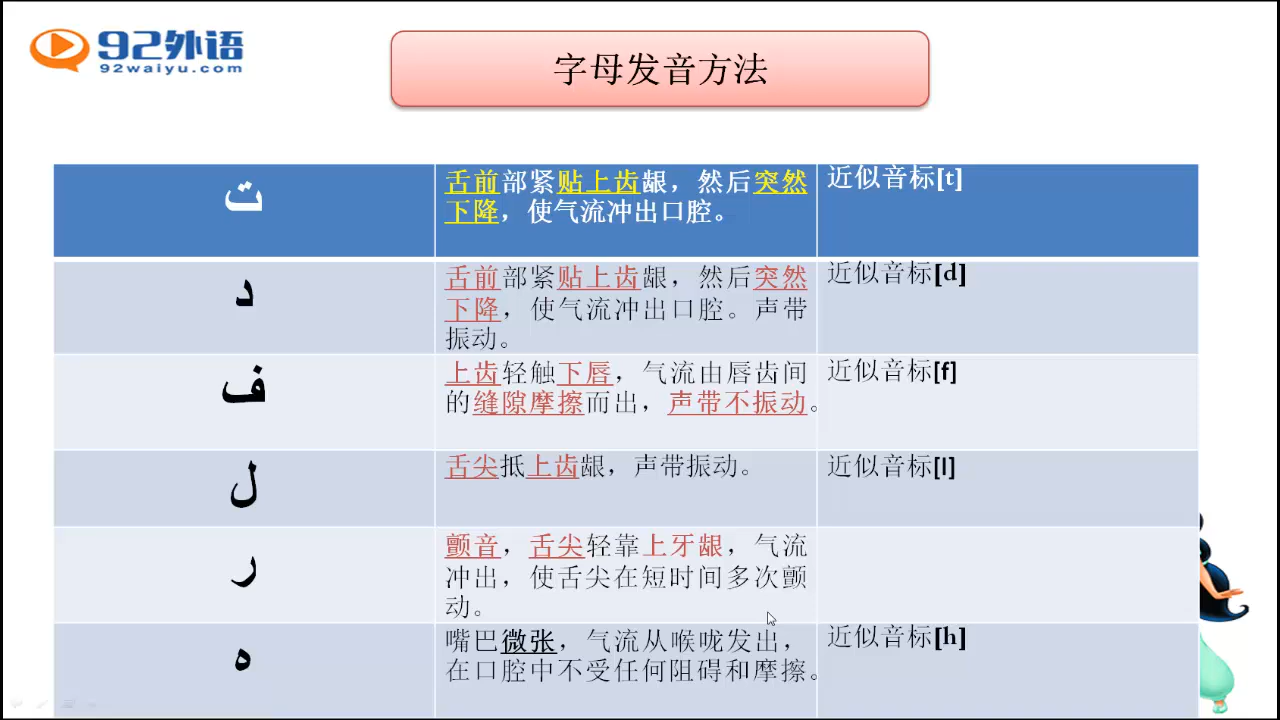 92外语
92waiyu.com
字母发音方法
ت
舌前部紧贴上齿龈，然后突然
下降，使气流冲出口腔。
近似音标[t]
د
舌前部紧贴上齿龈，然后突然
下降，使气流冲出口腔。声带
振动。
近似音标[d]
ف
上齿轻触下唇，气流由唇齿间
的缝隙摩擦而出，声带不振动。
近似音标[f]
ل
舌尖抵上齿龈，声带振动。
近似音标[l]
ر
颤音，舌尖轻靠上牙龈，气流
冲出，使舌尖在短时间多次颤
动。
ه
嘴巴微张，气流从喉咙发出，
在口腔中不受任何阻碍和摩擦。
近似音标[h]